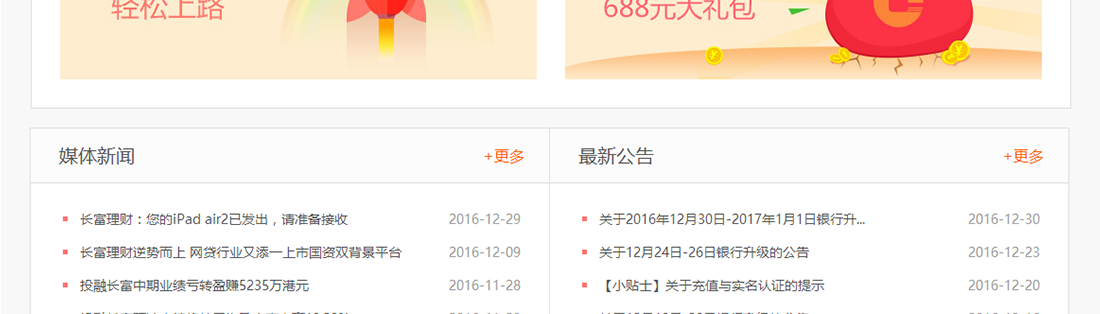 轻松上路
688元大礼包
媒体新闻
+更多
长富理财：您的iPad air2已发出，请准备接收 2016-12-29
长富理财逆势而上 网贷行业又添一上市国资双背景平台 2016-12-09
投融长富中期业绩亏转盈赚5235万港元 2016-11-28
最新公告
+更多
关于2016年12月30日-2017年1月1日银行升... 2016-12-30
关于12月24日-26日银行升级的公告 2016-12-23
【小贴士】关于充值与实名认证的提示 2016-12-20